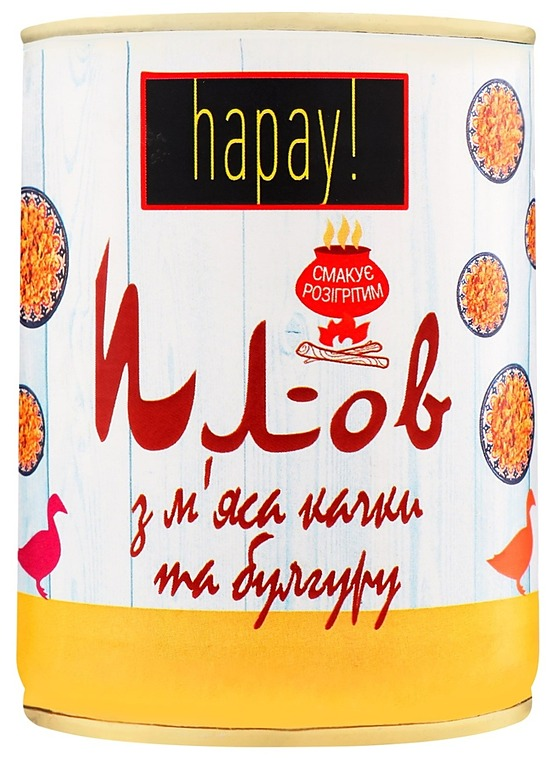 hapay!
СМАКУЄ
РОЗІГРІТИМ
Плов
з м'яса качки
та булгуру